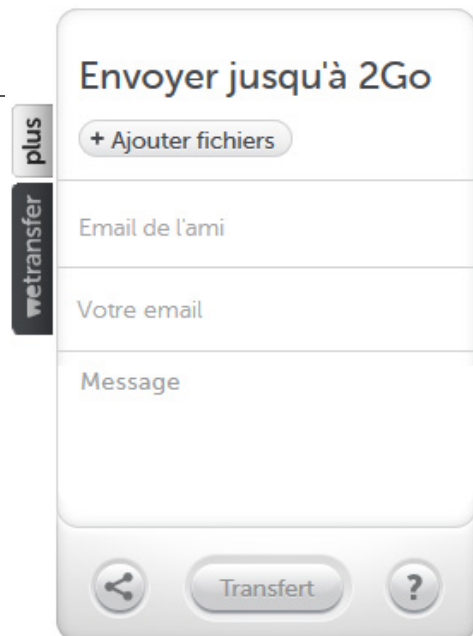 Envoyer jusqu'à 2Go
+ Ajouter fichiers
plus
wetransfer
Email de l'ami
Votre email
Message
Transfert
?